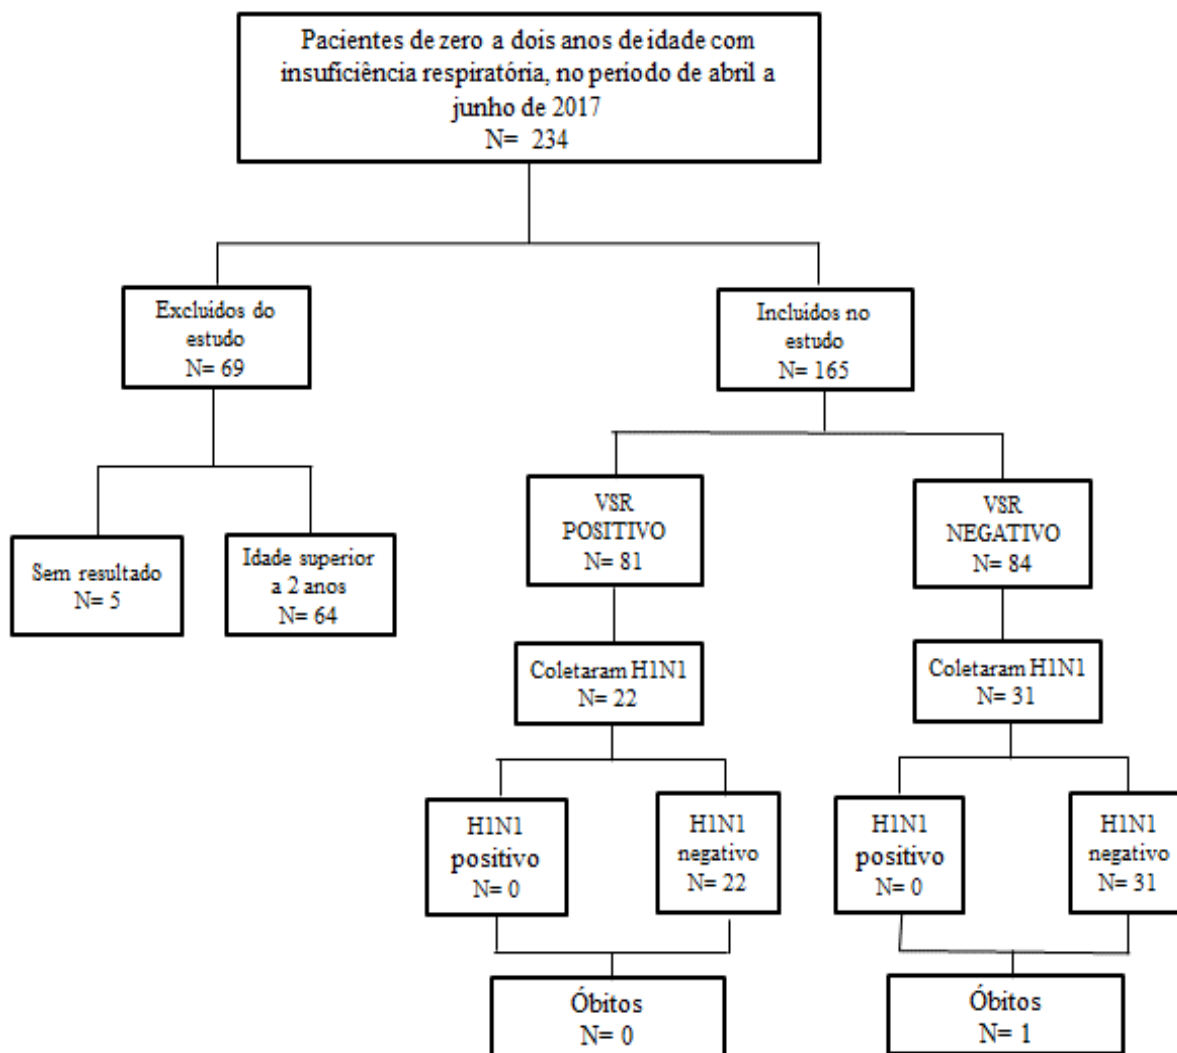 Pacientes de zero a dois anos de idade com
insuficiência respiratória, no período de abril a
junho de 2017
N= 234
Excluídos do
estudo
N= 69
Incluídos no
estudo
N= 165
Sem resultado
N= 5
Idade superior
a 2 anos
N= 64
VSR
POSITIVO
N= 81
VSR
NEGATIVO
N= 84
Coletaram H1N1
N= 22
Coletaram H1N1
N= 31
H1N1
positivo
N= 0
H1N1
negativo
N= 22
H1N1
positivo
N= 0
H1N1
negativo
N= 31
Óbitos
N= 0
Óbitos
N= 1